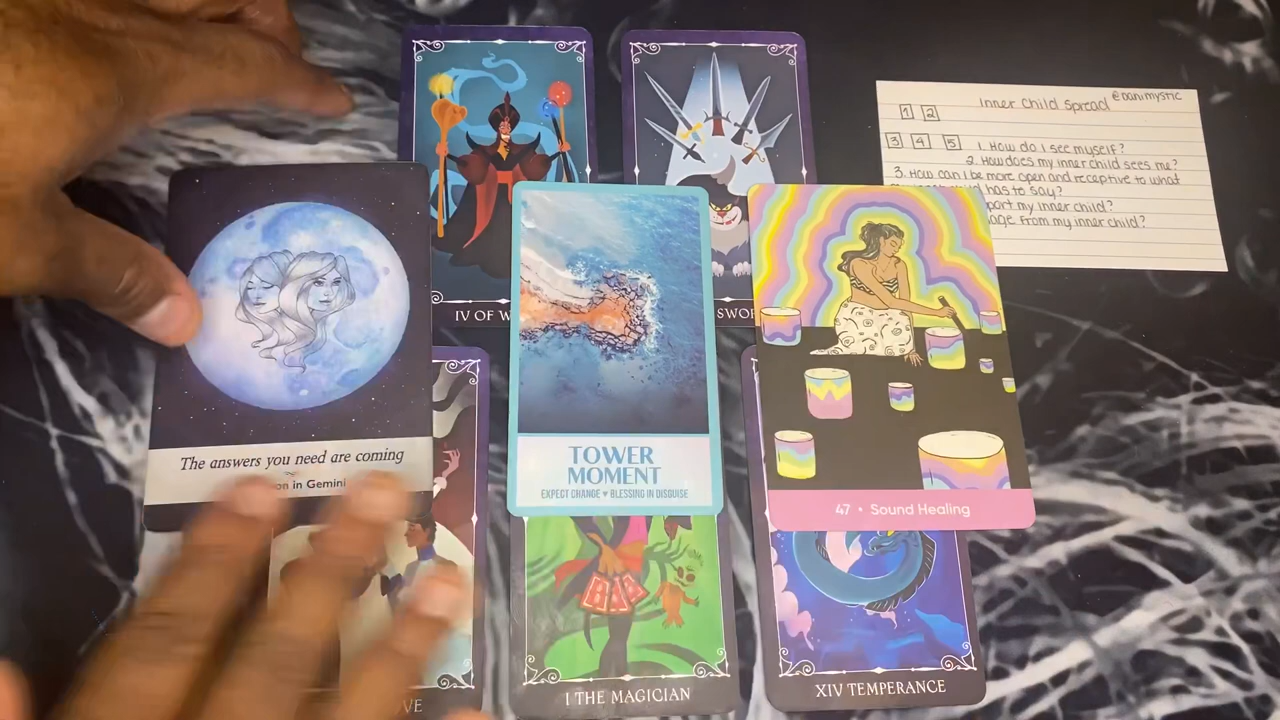 Inner Child Spread @Danimystic
1 2
3 4 5
1. How do I see myself?
2. How does my inner child sees me?
3. How can I be more open and receptive to what
has to say?
port my inner child?
age from my inner child?
IV OF W
SWO
The answers you need are coming
on in Gemini
TOWER
MOMENT
EXPECT CHANGE ♥ BLESSING IN DISGUISE
47 • Sound Healing
VE
I THE MAGICIAN
XIV TEMPERANCE